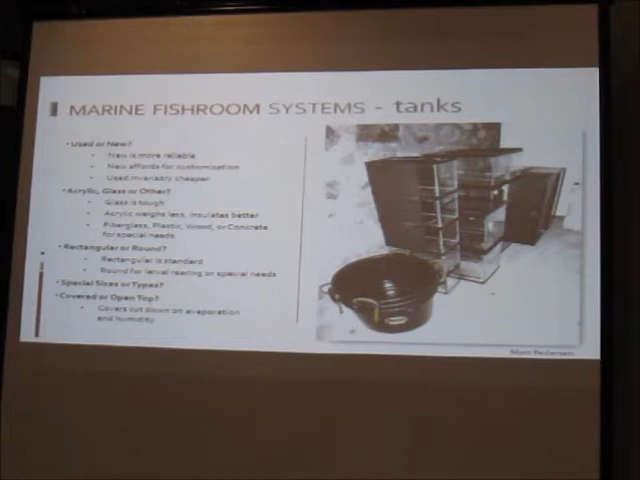 MARINE FISHROOM SYSTEMS - tanks
• Used or New?
• New is more reliable
• New affords for customization
• Used invariably cheaper
• Acrylic, Glass or Other?
• Glass is tough
• Acrylic weighs less, insulates better
• Fiberglass, Plastic, Wood, or Concrete
for special needs
• Rectangular or Round?
• Rectangular is standard
• Round for larval rearing or special needs
• Special Sizes or Types?
• Covered or Open Top?
• Covers cut down on evaporation
and humidity
Matt Pedersen